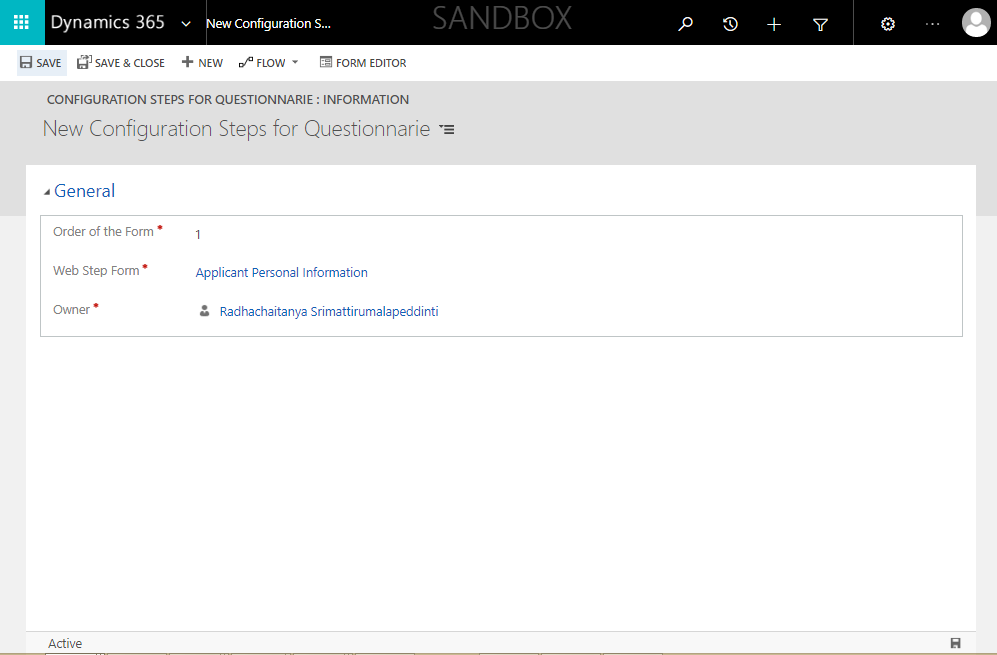 Dynamics 365 New Configuration S... SANDBOX
SAVE SAVE & CLOSE NEW FLOW FORM EDITOR
CONFIGURATION STEPS FOR QUESTIONNARIE : INFORMATION
New Configuration Steps for Questionnarie
General
Order of the Form * 1
Web Step Form * Applicant Personal Information
Owner * Radhachaitanya Srimattirumalapeddinti
Active